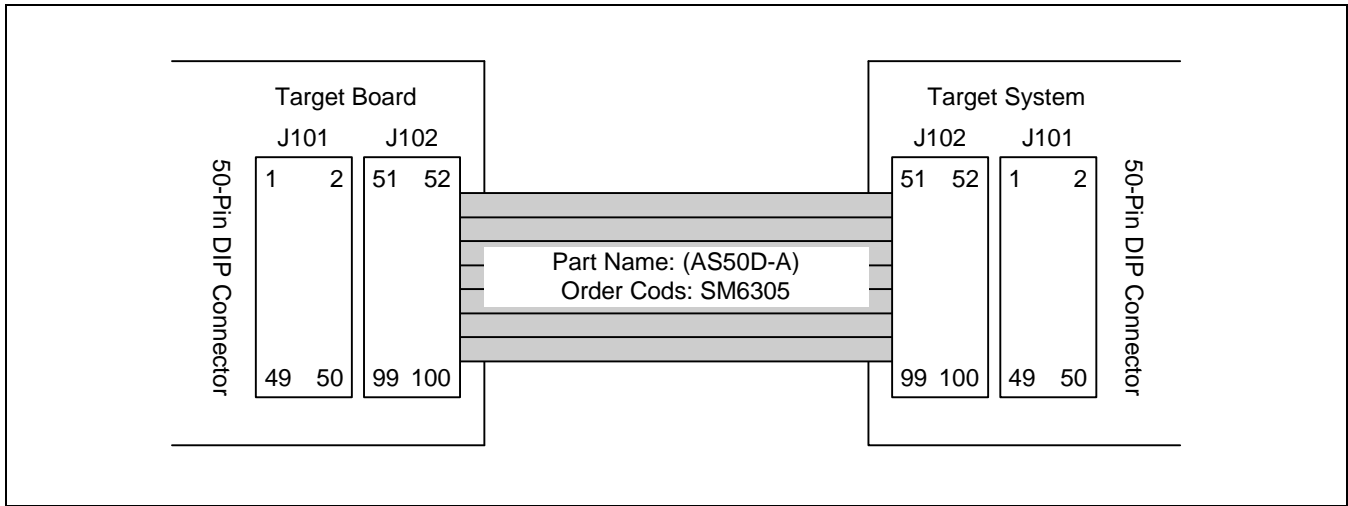 Target Board
J101 J102
1 2 51 52
49 50 99 100
50-Pin DIP Connector
Part Name: (AS50D-A)
Order Cods: SM6305
Target System
J102 J101
51 52 1 2
99 100 49 50
50-Pin DIP Connector